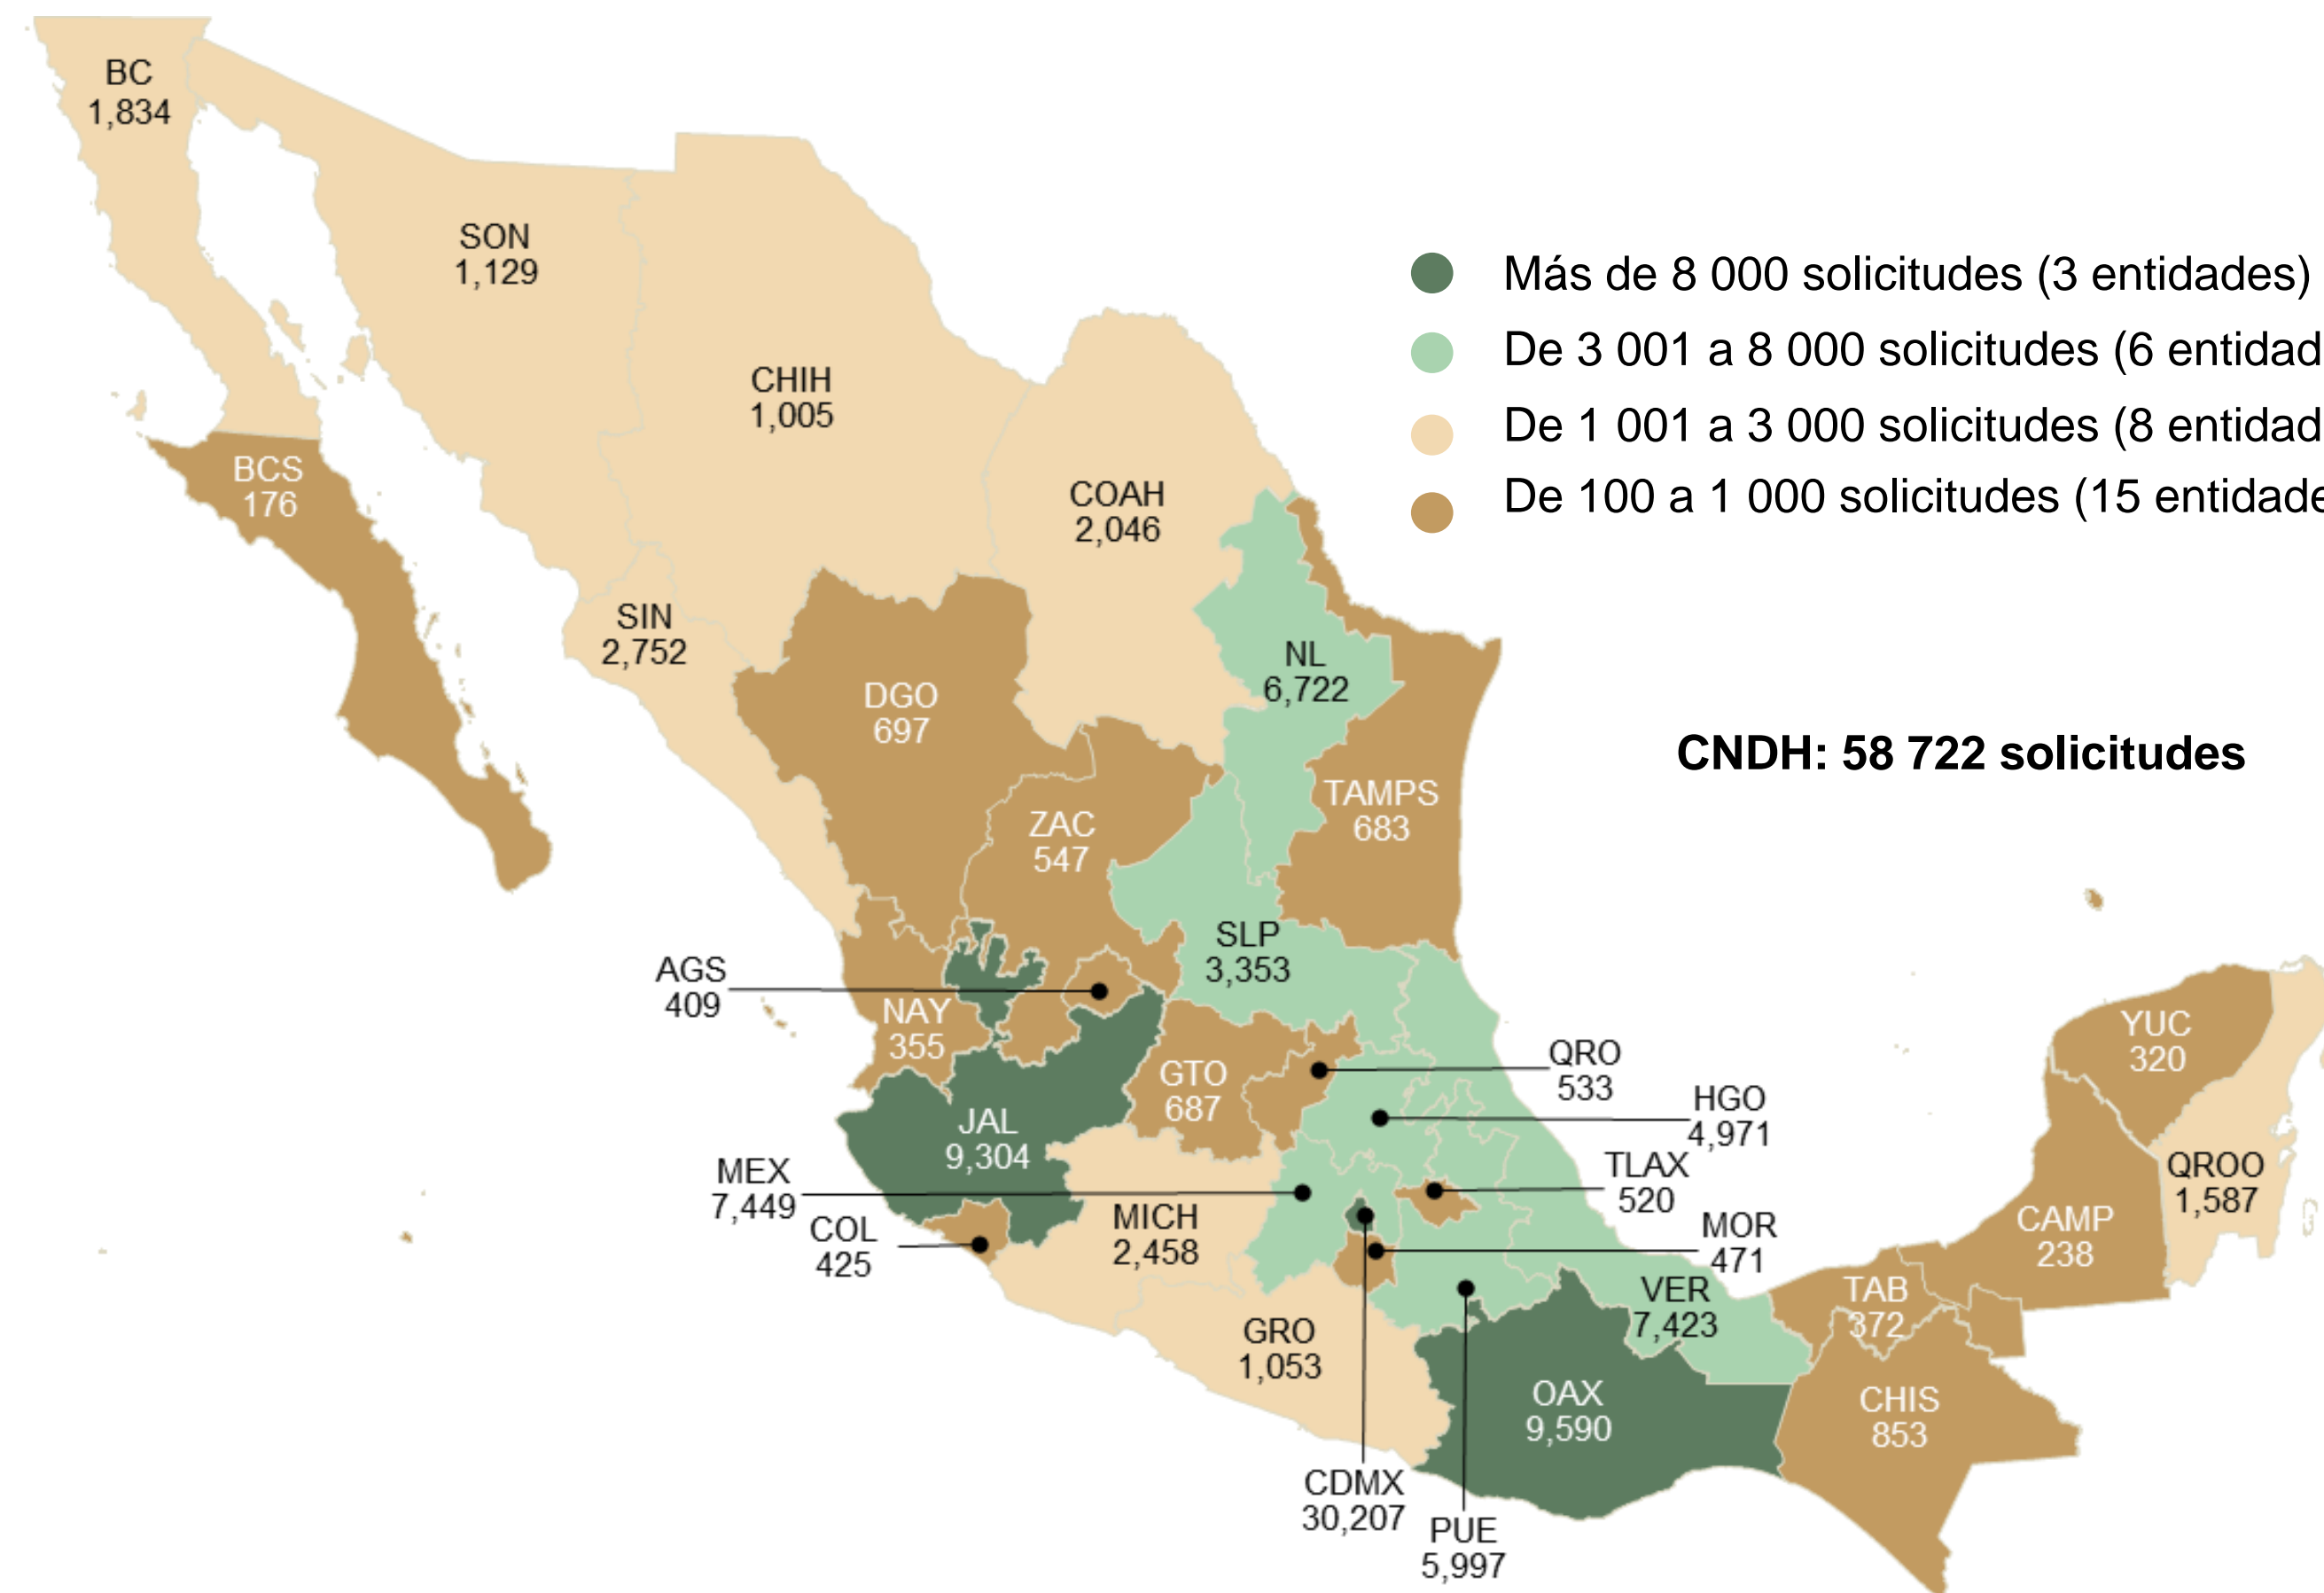 BC
1,834
SON
1,129
CHIH
1,005
COAH
2,046
BCS
176
SIN
2,752
DGO
697
NL
6,722
TAMPS
683
ZAC
547
SLP
3,353
AGS
409
NAY
355
GTO
687
QRO
533
HGO
4,971
JAL
9,304
MEX
7,449
TLAX
520
COL
425
MICH
2,458
MOR
471
VER
7,423
GRO
1,053
OAX
9,590
CDMX
30,207
PUE
5,997
YUC
320
QROO
1,587
CAMP
238
TAB
372
CHIS
853
Más de 8 000 solicitudes (3 entidades)
De 3 001 a 8 000 solicitudes (6 entidad
De 1 001 a 3 000 solicitudes (8 entidad
De 100 a 1 000 solicitudes (15 entidade
CNDH: 58 722 solicitudes